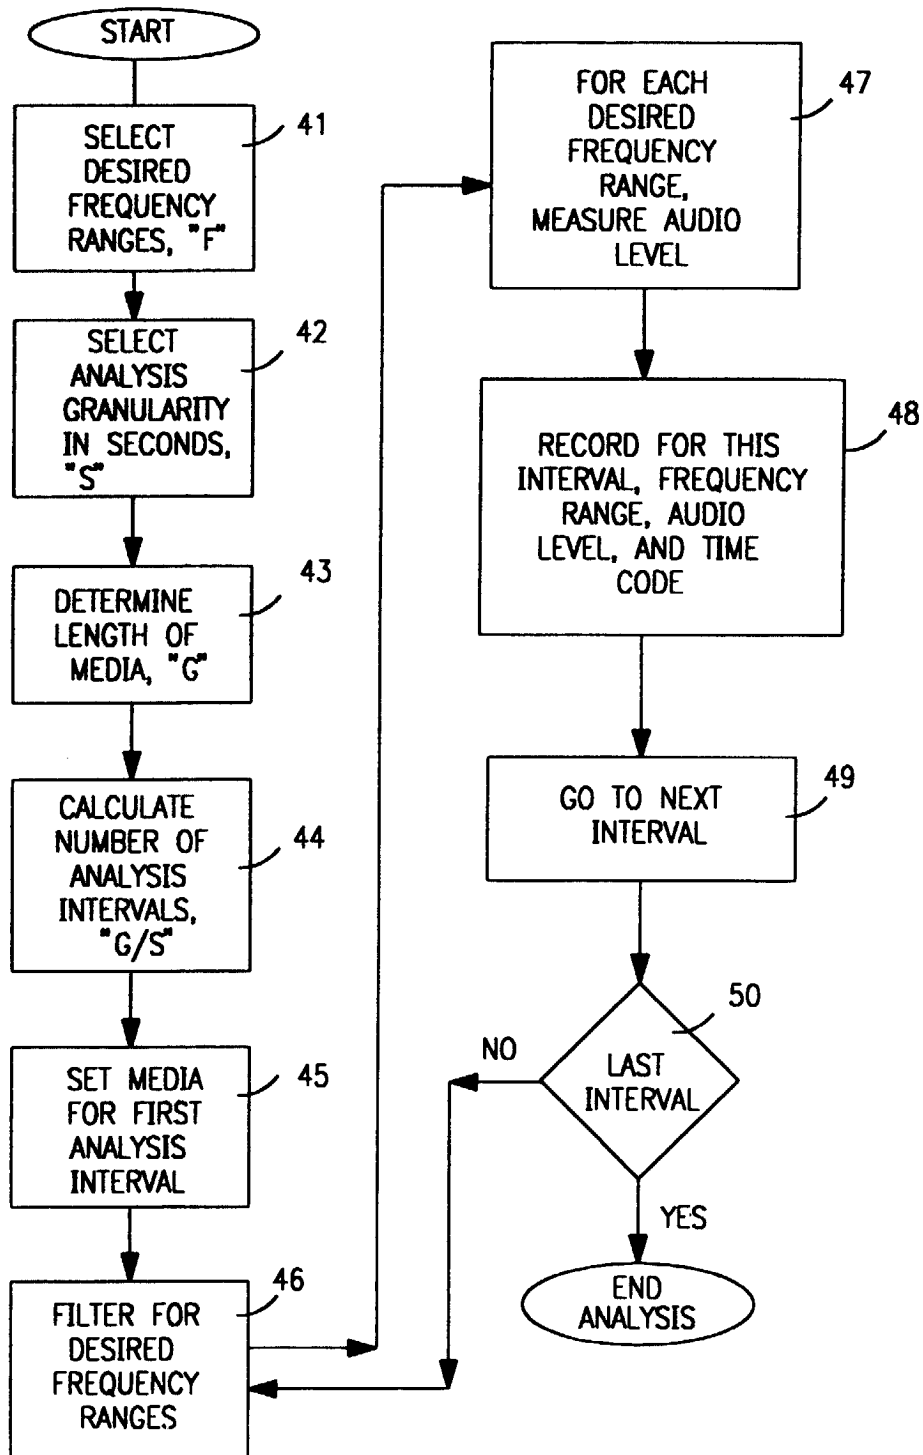 START
41
SELECT
DESIRED
FREQUENCY
RANGES, "F"
42
SELECT
ANALYSIS
GRANULARITY
IN SECONDS,
"S"
43
DETERMINE
LENGTH OF
MEDIA, "G"
44
CALCULATE
NUMBER OF
ANALYSIS
INTERVALS,
"G/S"
45
SET MEDIA
FOR FIRST
ANALYSIS
INTERVAL
46
FILTER FOR
DESIRED
FREQUENCY
RANGES
47
FOR EACH
DESIRED
FREQUENCY
RANGE,
MEASURE AUDIO
LEVEL
48
RECORD FOR THIS
INTERVAL, FREQUENCY
RANGE, AUDIO
LEVEL, AND TIME
CODE
49
GO TO NEXT
INTERVAL
50
LAST
INTERVAL
NO
YES
END
ANALYSIS